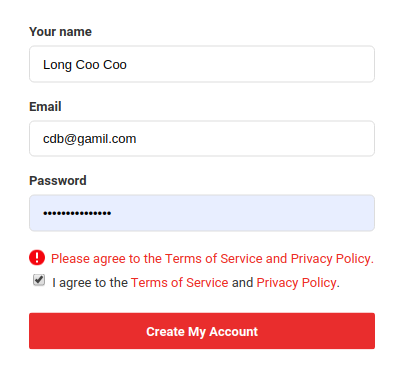 Your name
Long Coo Coo
Email
cdb@gamil.com
Password
•••••••••••••••
Please agree to the Terms of Service and Privacy Policy.
I agree to the Terms of Service and Privacy Policy.
Create My Account